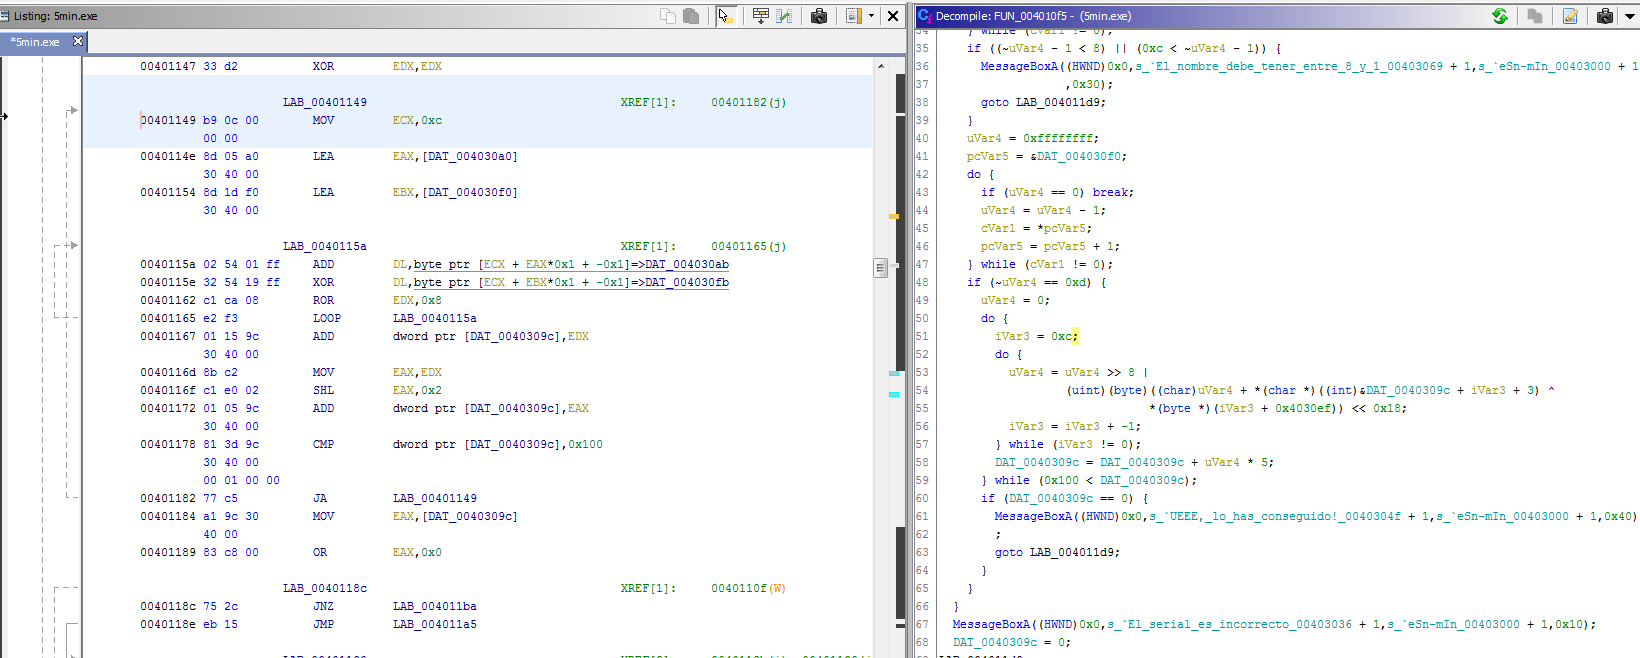 Listing: 5min.exe
*5min.exe
00401147 33 d2 XOR EDX,EDX
LAB_00401149 XREF[1]: 00401182(j)
00401149 b9 0c 00 MOV ECX,0xc
00 00
0040114e 8d 05 a0 LEA EAX,[DAT_004030a0]
30 40 00
00401154 8d 1d f0 LEA EBX,[DAT_004030f0]
30 40 00
LAB_0040115a XREF[1]: 00401165(j)
0040115a 02 54 01 ff ADD DL,byte ptr [ECX + EAX*0x1 + -0x1]=>DAT_004030ab
0040115e 32 54 19 ff XOR DL,byte ptr [ECX + EBX*0x1 + -0x1]=>DAT_004030fb
00401162 c1 ca 08 ROR EDX,0x8
00401165 e2 f3 LOOP LAB_0040115a
00401167 01 15 9c ADD dword ptr [DAT_0040309c],EDX
30 40 00
0040116d 8b c2 MOV EAX,EDX
0040116f c1 e0 02 SHL EAX,0x2
00401172 01 05 9c ADD dword ptr [DAT_0040309c],EAX
30 40 00
00401178 81 3d 9c CMP dword ptr [DAT_0040309c],0x100
30 40 00
00 01 00 00
00401182 77 c5 JA LAB_00401149
00401184 a1 9c 30 MOV EAX,[DAT_0040309c]
40 00
00401189 83 c8 00 OR EAX,0x0
LAB_0040118c XREF[1]: 0040110f(W)
0040118c 75 2c JNZ LAB_004011ba
0040118e eb 15 JMP LAB_004011a5
Decompile: FUN_004010f5 - (5min.exe)
34 } while (cVar1 != 0);
35 if ((~uVar4 - 1 < 8) || (0xc < ~uVar4 - 1)) {
36 MessageBoxA((HWND)0x0,s_`El_nombre_debe_tener_entre_8_y_1_00403069 + 1,s_`eSn-mIn_00403000 + 1
37 ,0x30);
38 goto LAB_004011d9;
39 }
40 uVar4 = 0xffffffff;
41 pcVar5 = &DAT_004030f0;
42 do {
43 if (uVar4 == 0) break;
44 uVar4 = uVar4 - 1;
45 cVar1 = *pcVar5;
46 pcVar5 = pcVar5 + 1;
47 } while (cVar1 != 0);
48 if (~uVar4 == 0xd) {
49 uVar4 = 0;
50 do {
51 iVar3 = 0xc;
52 do {
53 uVar4 = uVar4 >> 8 |
54 (uint)(byte)((char)uVar4 + *(char *)((int)&DAT_0040309c + iVar3 + 3) ^
55 *(byte *)(iVar3 + 0x4030ef)) << 0x18;
56 iVar3 = iVar3 + -1;
57 } while (iVar3 != 0);
58 DAT_0040309c = DAT_0040309c + uVar4 * 5;
59 } while (0x100 < DAT_0040309c);
60 if (DAT_0040309c == 0) {
61 MessageBoxA((HWND)0x0,s_`UEEE,_lo_has_conseguido!_0040304f + 1,s_`eSn-mIn_00403000 + 1,0x40)
62 ;
63 goto LAB_004011d9;
64 }
65 }
66 }
67 MessageBoxA((HWND)0x0,s_`El_serial_es_incorrecto_00403036 + 1,s_`eSn-mIn_00403000 + 1,0x10);
68 DAT_0040309c = 0;